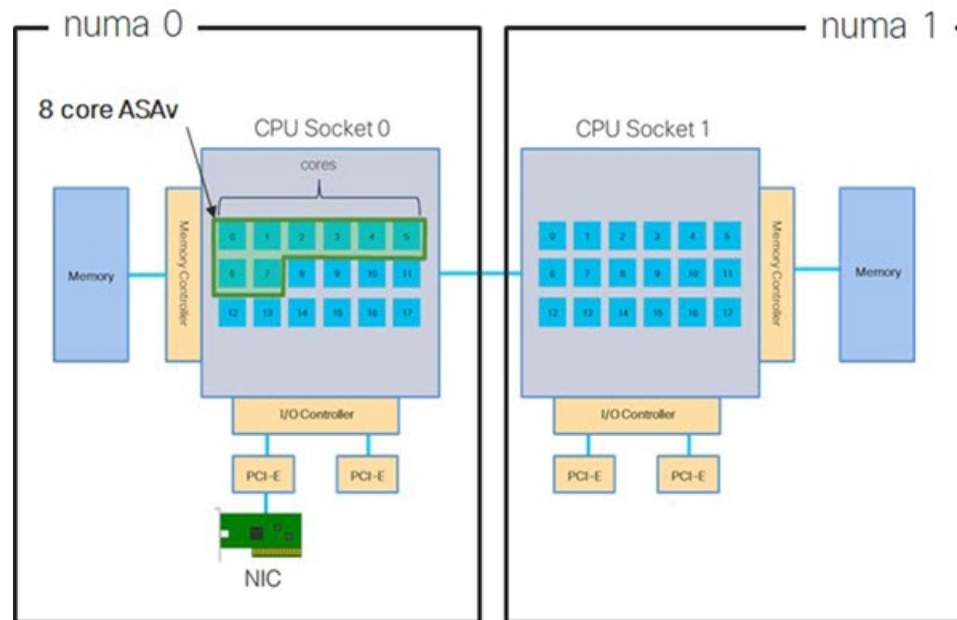 numa 0
numa 1
8 core ASAv
CPU Socket 0
CPU Socket 1
cores
Memory
Memory Controller
0 1 2 3 4 5
6 7 8 9 10 11
12 13 14 15 16 17
0 1 2 3 4 5
6 7 8 9 10 11
12 13 14 15 16 17
Memory Controller
Memory
I/O Controller
I/O Controller
PCI-E
PCI-E
PCI-E
PCI-E
NIC